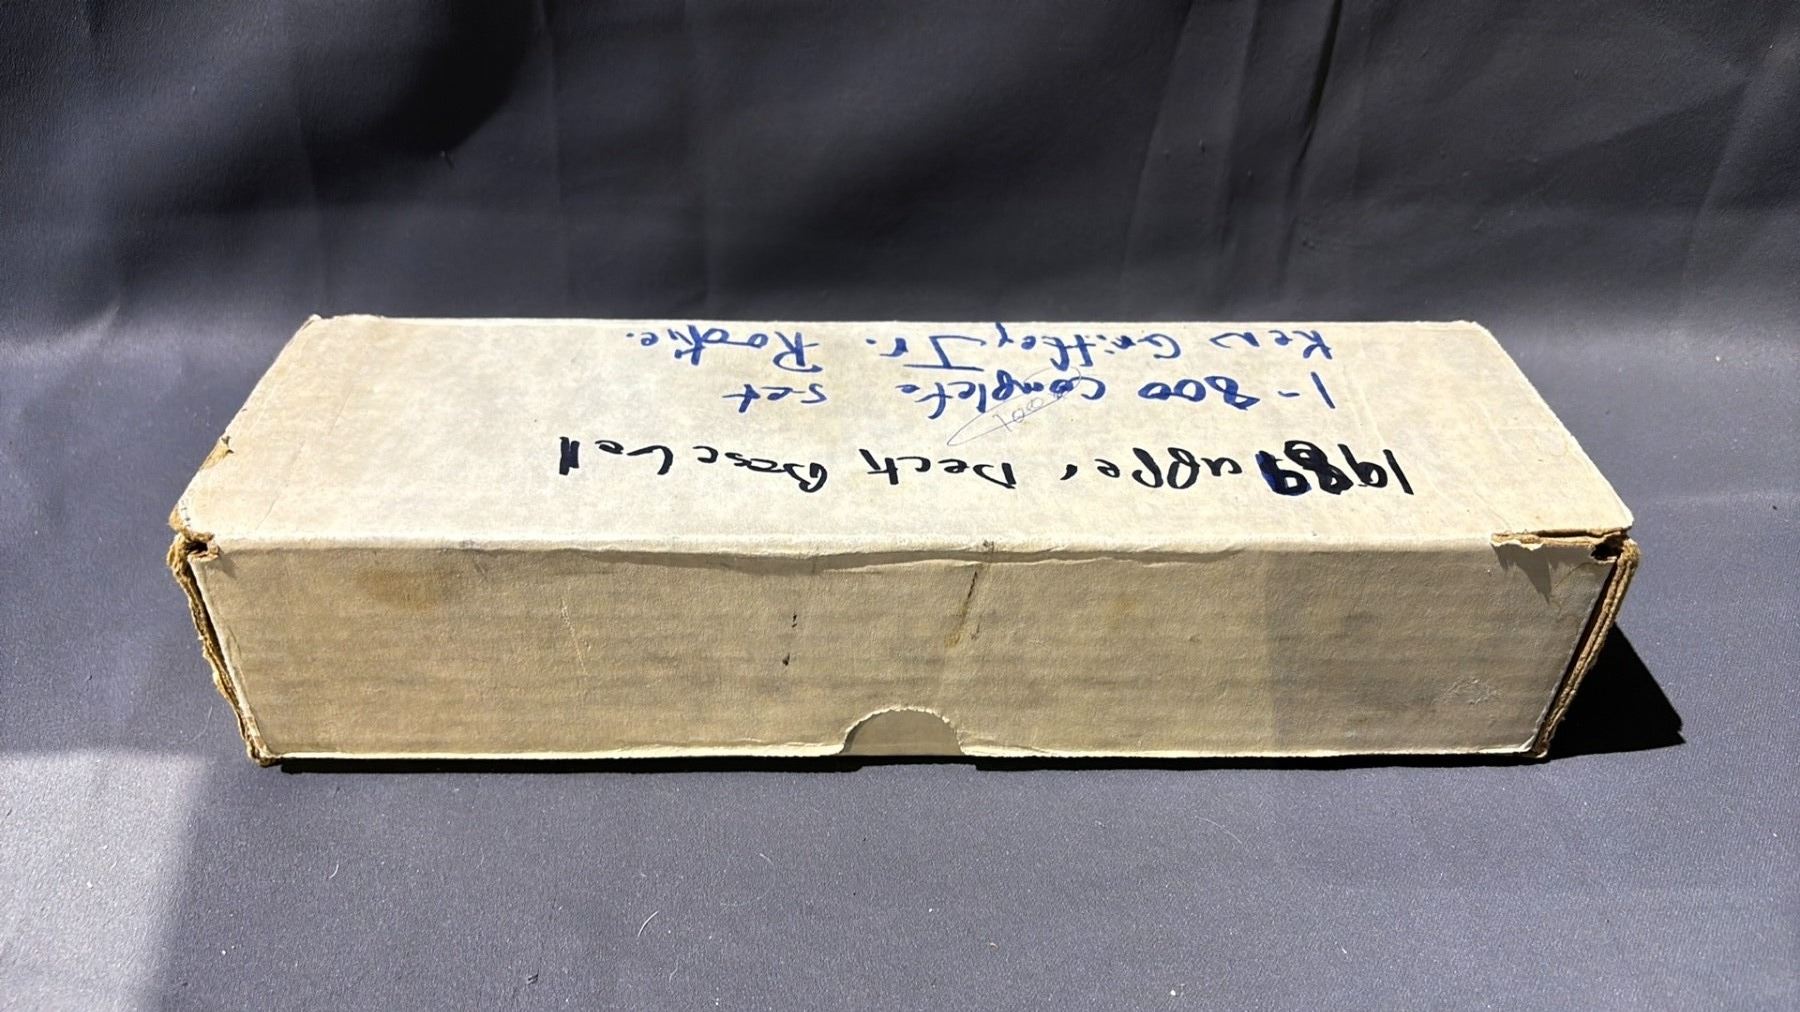 1989 upper Deck Baseball
1-800 complete set
Ken Griffey Jr. Rookie.